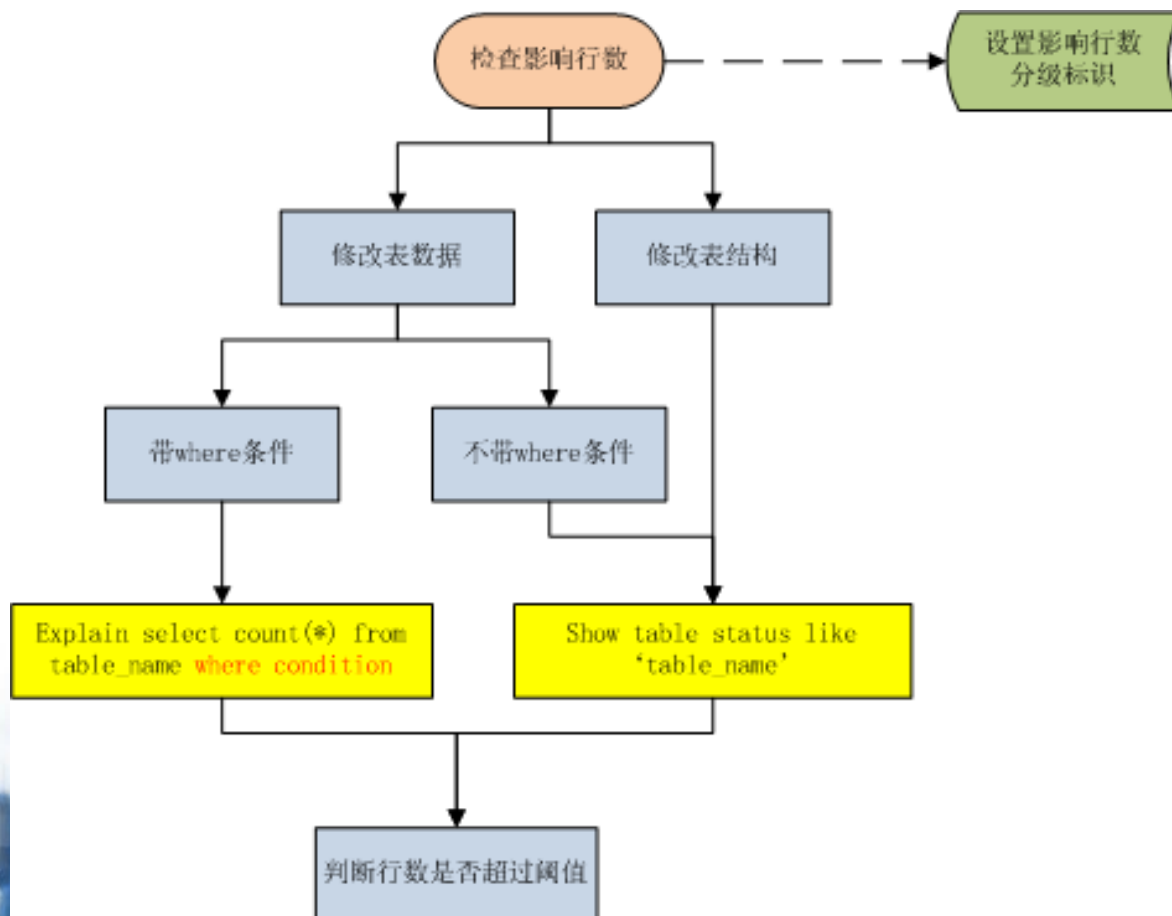 检查影响行数
设置影响行数
分级标识
修改表数据
修改表结构
带where条件
不带where条件
Explain select count(*) from
table_name where condition
Show table status like
‘table_name’
判断行数是否超过阈值